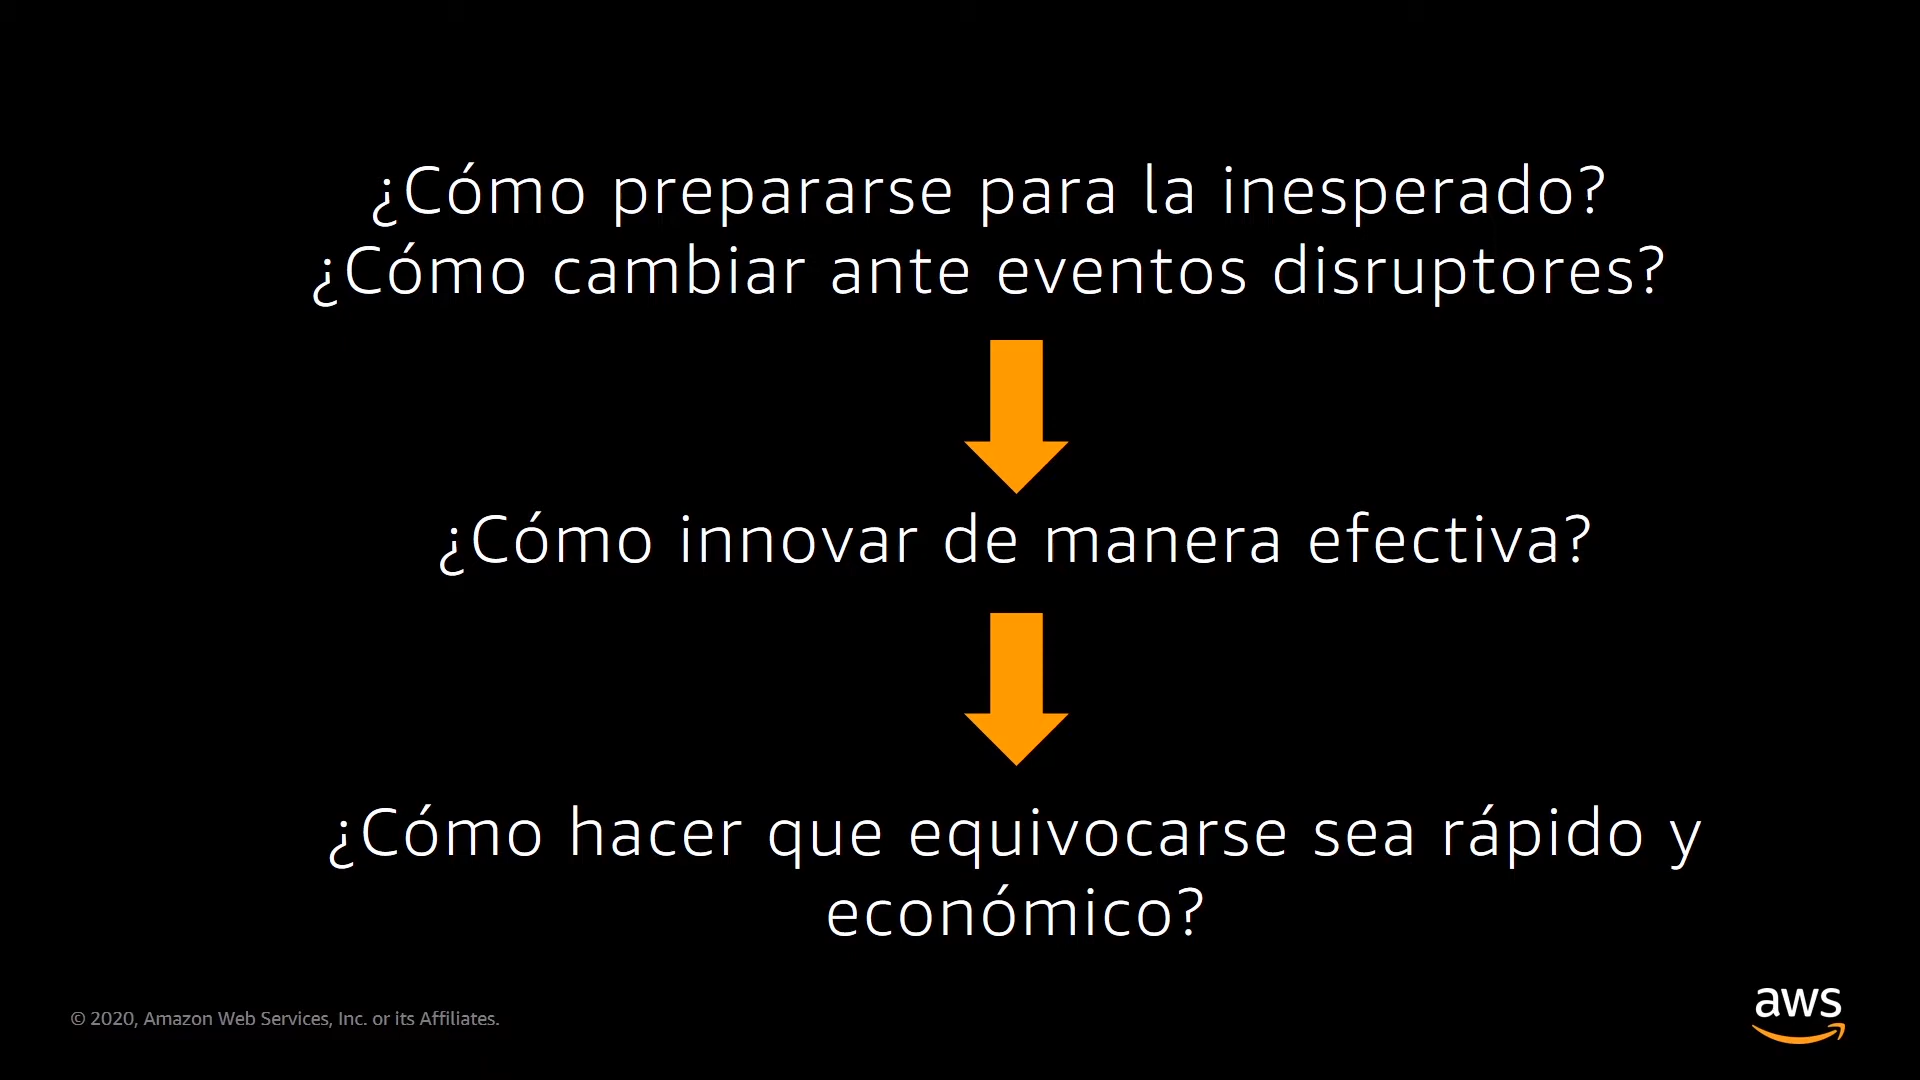 ¿Cómo prepararse para la inesperado?
¿Cómo cambiar ante eventos disruptores?
¿Cómo innovar de manera efectiva?
¿Cómo hacer que equivocarse sea rápido y
económico?
© 2020, Amazon Web Services, Inc. or its Affiliates.
aws